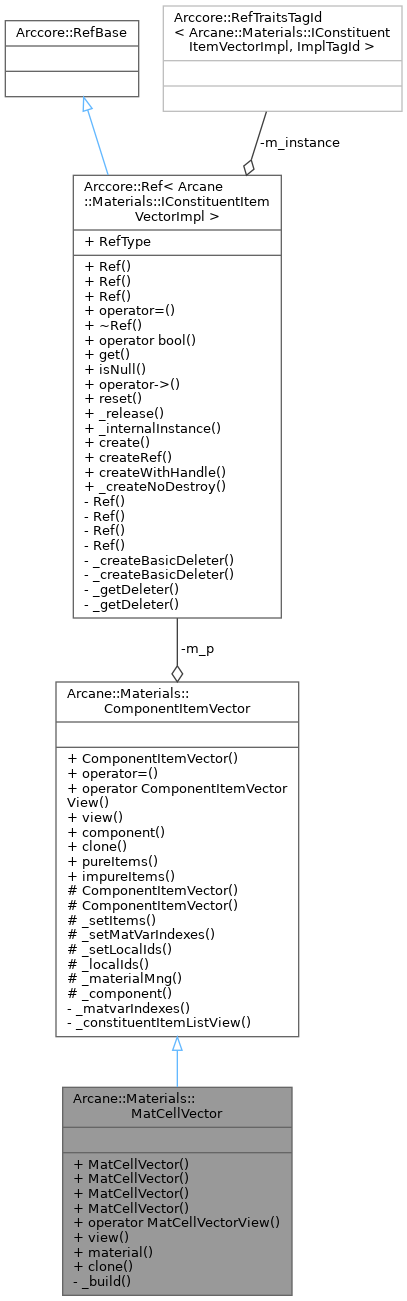 Arccore::RefBase
Arccore::RefTraitsTagId
< Arcane::Materials::IConstituent
ItemVectorImpl, ImplTagId >
-m_instance
Arccore::Ref< Arcane
::Materials::IConstituentItem
VectorImpl >
+ RefType
+ Ref()
+ Ref()
+ Ref()
+ operator=()
+ ~Ref()
+ operator bool()
+ get()
+ isNull()
+ operator->()
+ reset()
+ _release()
+ _internalInstance()
+ create()
+ createRef()
+ createWithHandle()
+ _createNoDestroy()
- Ref()
- Ref()
- Ref()
- Ref()
- _createBasicDeleter()
- _createBasicDeleter()
- _getDeleter()
- _getDeleter()
-m_p
Arcane::Materials::
ComponentItemVector
+ ComponentItemVector()
+ operator=()
+ operator ComponentItemVector
View()
+ view()
+ component()
+ clone()
+ pureItems()
+ impureItems()
# ComponentItemVector()
# ComponentItemVector()
# _setItems()
# _setMatVarIndexes()
# _setLocalIds()
# _localIds()
# _materialMng()
# _component()
- _matvarIndexes()
- _constituentItemListView()
Arcane::Materials::
MatCellVector
+ MatCellVector()
+ MatCellVector()
+ MatCellVector()
+ MatCellVector()
+ operator MatCellVectorView()
+ view()
+ material()
+ clone()
- _build()